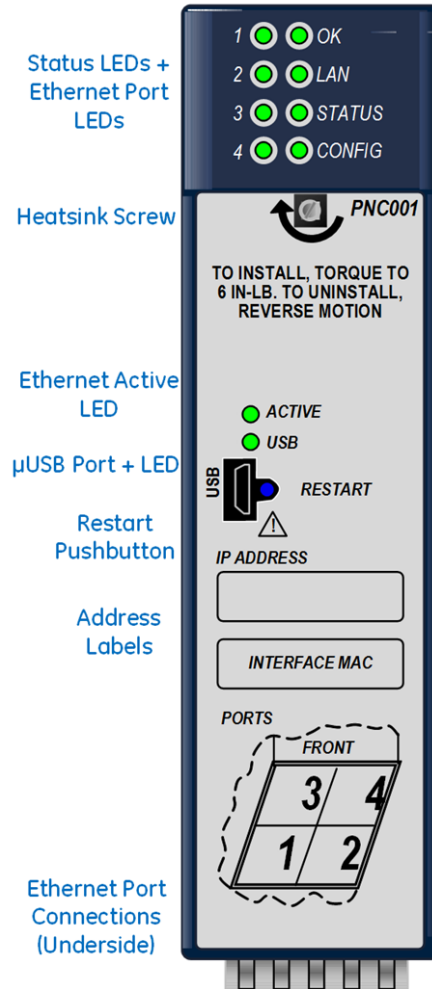 Status LEDs +
Ethernet Port
LEDs
1 OK
2 LAN
3 STATUS
4 CONFIG
Heatsink Screw
PNC001
TO INSTALL, TORQUE TO
6 IN-LB. TO UNINSTALL,
REVERSE MOTION
Ethernet Active
LED
ACTIVE
USB
µUSB Port + LED
USB
RESTART
Restart
Pushbutton
IP ADDRESS
Address
Labels
INTERFACE MAC
PORTS
FRONT
3 4
1 2
Ethernet Port
Connections
(Underside)